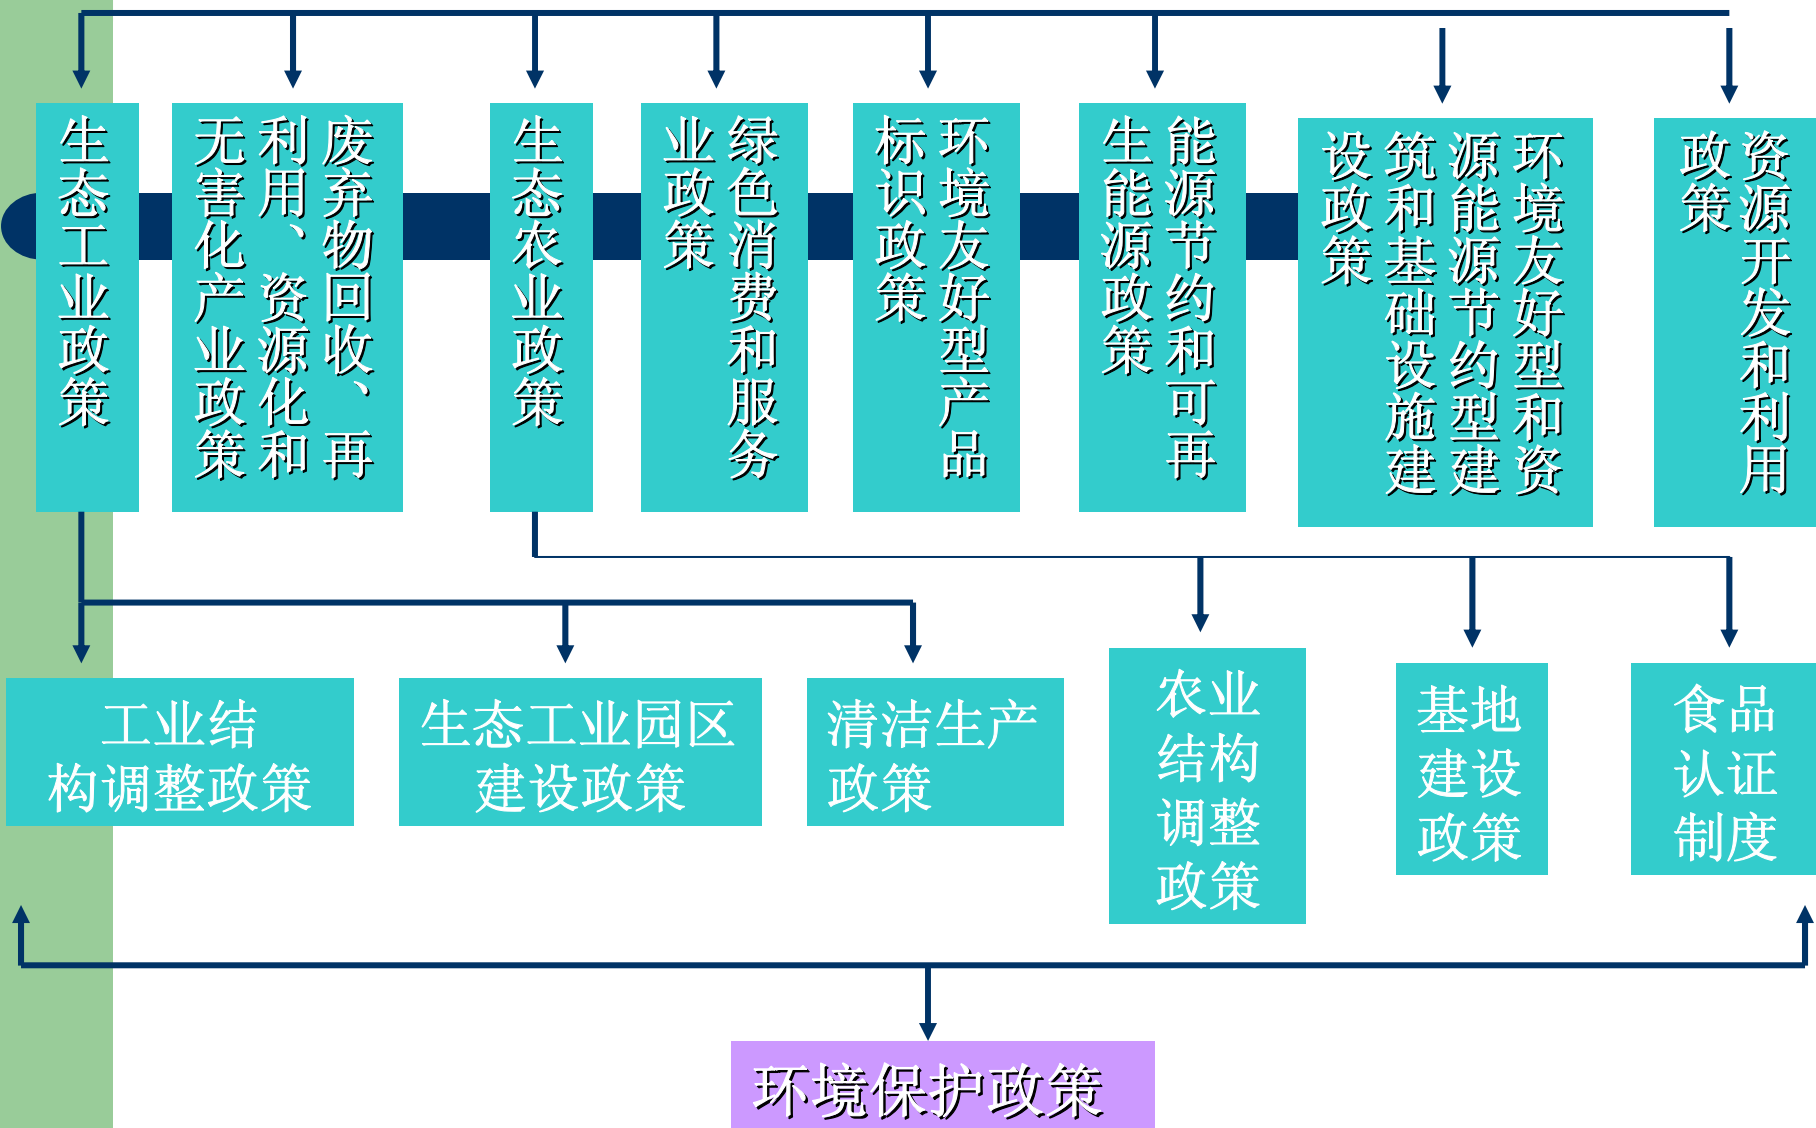 生态工业政策
废弃物回收、再
利用、资源化和
无害化产业政策
生态农业政策
绿色消费和服务
业政策
环境友好型产品
标识政策
能源节约和可再
生能源政策
环境友好型和资
源能源节约型建
筑和基础设施建
设政策
资源开发和利用
政策
工业结
构调整政策
生态工业园区
建设政策
清洁生产
政策
农业
结构
调整
政策
基地
建设
政策
食品
认证
制度
环境保护政策